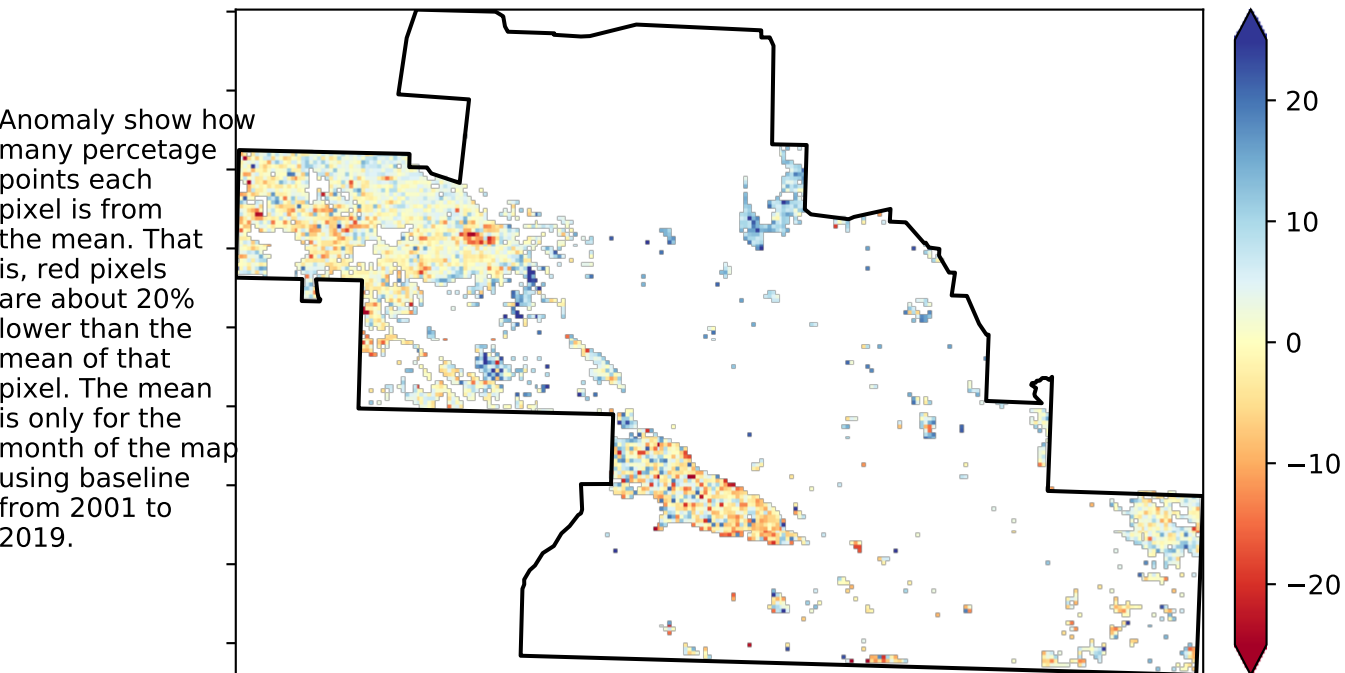 Anomaly show how
many percetage
points each
pixel is from
the mean. That
is, red pixels
are about 20%
lower than the
mean of that
pixel. The mean
is only for the
month of the map
using baseline
from 2001 to
2019.
20
10
0
−10
−20